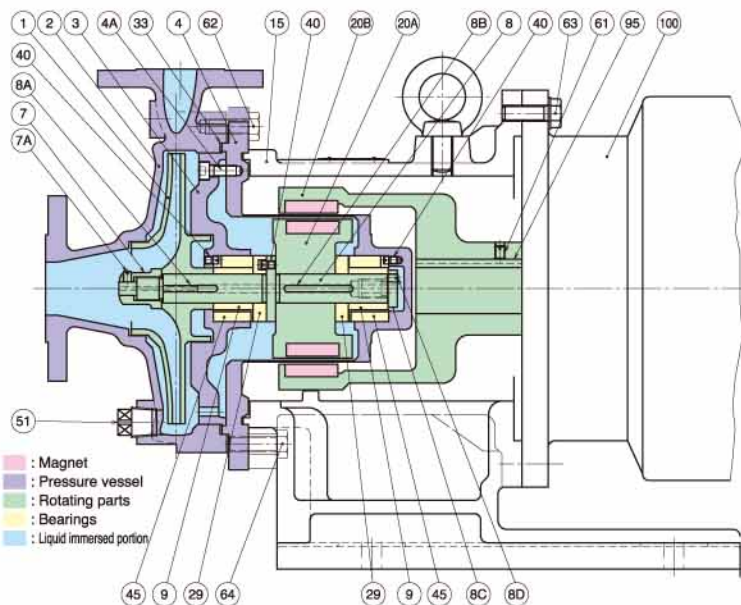 1 2 3 4A 33 4 62 15 40 20B 20A 8B 8 40 63 61 95 100
40
8A
7
7A
51
: Magnet
: Pressure vessel
: Rotating parts
: Bearings
: Liquid immersed portion
45 9 29 64 29 9 45 8C 8D